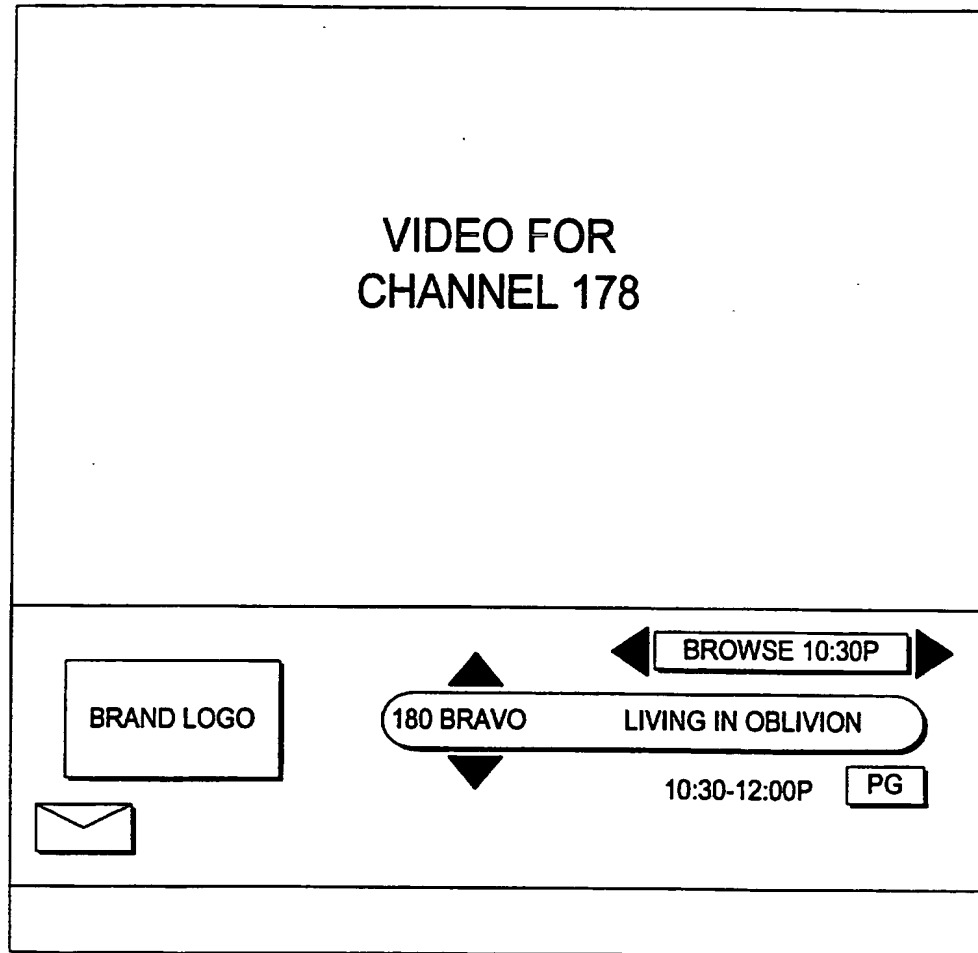 VIDEO FOR
CHANNEL 178
BROWSE 10:30P
BRAND LOGO
180 BRAVO LIVING IN OBLIVION
10:30-12:00P PG